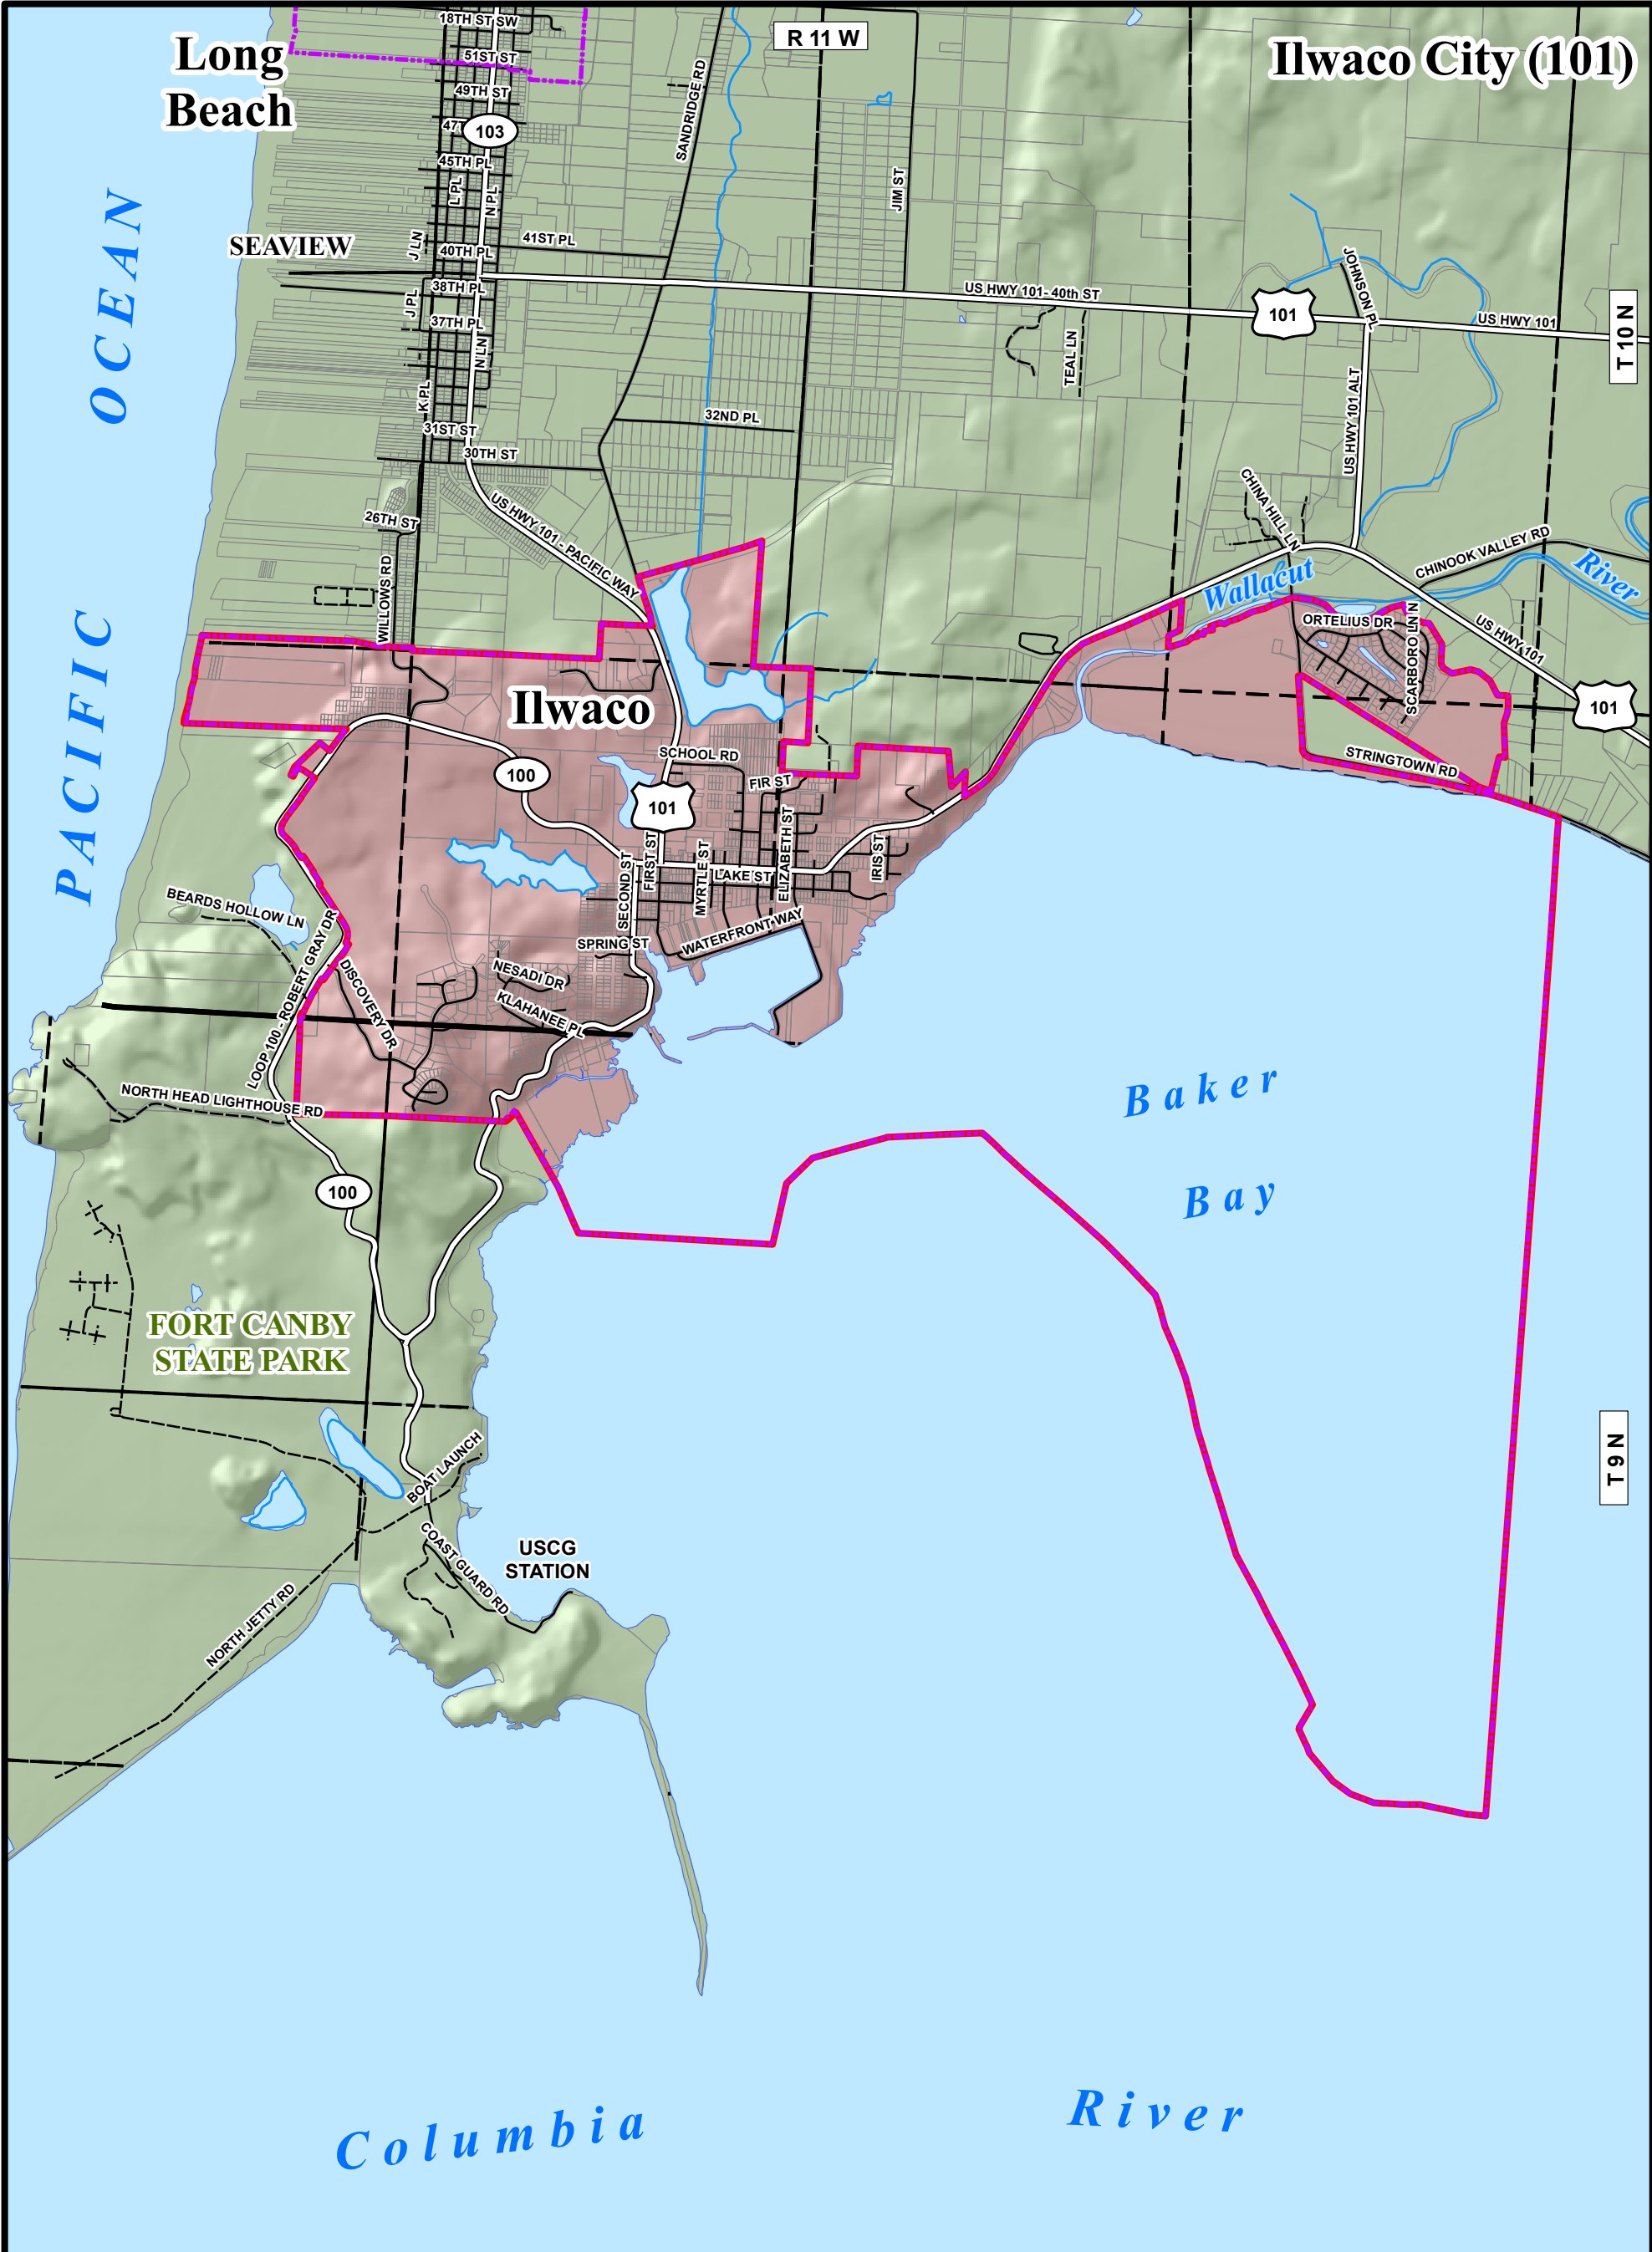 Ilwaco City (101)
Long
Beach
R 11 W
18TH ST SW
51ST ST
49TH ST
103
45TH PL
L PL
N PL
SANDRIDGE RD
JIM ST
SEAVIEW
J LN
40TH PL
41ST PL
38TH PL
J PL
37TH PL
N LN
K PL
31ST ST
30TH ST
32ND PL
US HWY 101- 40th ST
101
JOHNSON PL
US HWY 101
T 10 N
TEAL LN
US HWY 101 ALT
CHINA HILL LN
26TH ST
US HWY 101 - PACIFIC WAY
WILLOWS RD
CHINOOK VALLEY RD
Wallacut
River
ORTELIUS DR
SCARBORO LN N
US HWY 101
101
STRINGTOWN RD
PACIFIC
OCEAN
Ilwaco
100
SCHOOL RD
101
FIR ST
ELIZABETH ST
IRIS ST
LAKE ST
MYRTLE ST
FIRST ST
SECOND ST
WATERFRONT WAY
SPRING ST
NESADI DR
KLAHANEE PL
BEARDS HOLLOW LN
LOOP 100 - ROBERT GRAY DR
DISCOVERY DR
NORTH HEAD LIGHTHOUSE RD
100
Baker
Bay
FORT CANBY
STATE PARK
T 9 N
BOAT LAUNCH
COAST GUARD RD
USCG
STATION
NORTH JETTY RD
Columbia
River